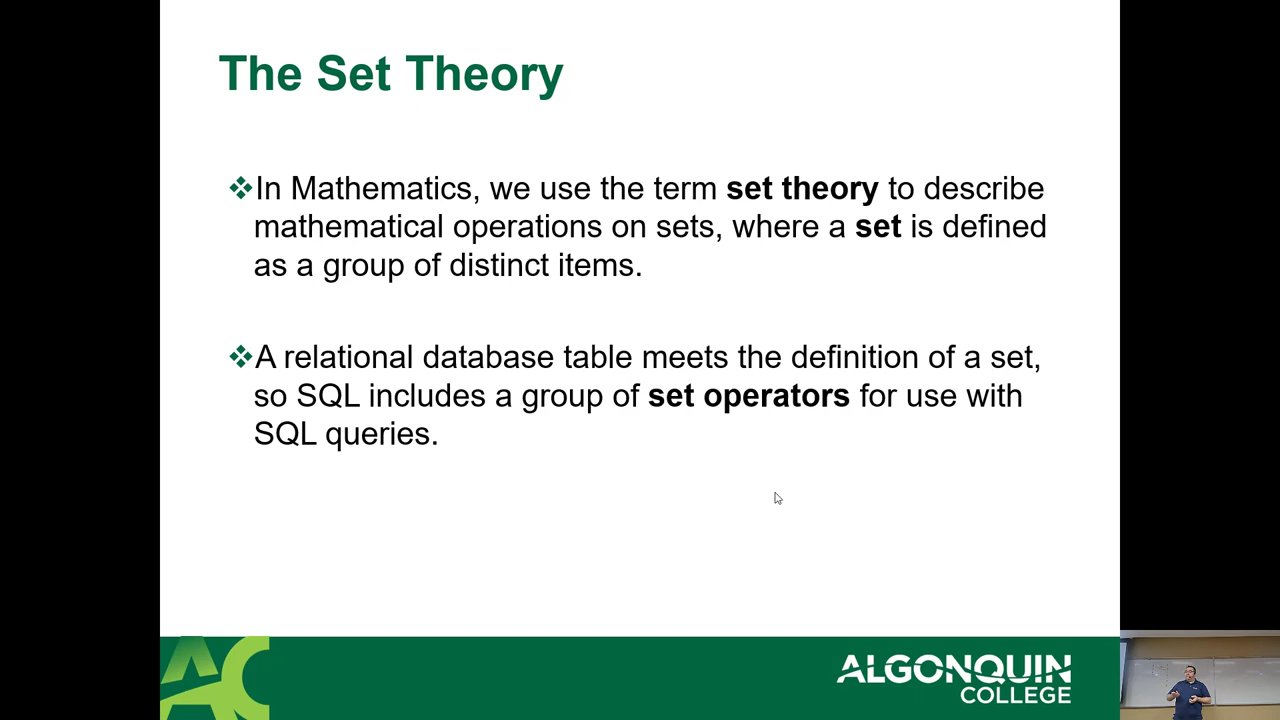 The Set Theory
❖In Mathematics, we use the term set theory to describe
mathematical operations on sets, where a set is defined
as a group of distinct items.
❖A relational database table meets the definition of a set,
so SQL includes a group of set operators for use with
SQL queries.
AC
ALGONQUIN
COLLEGE